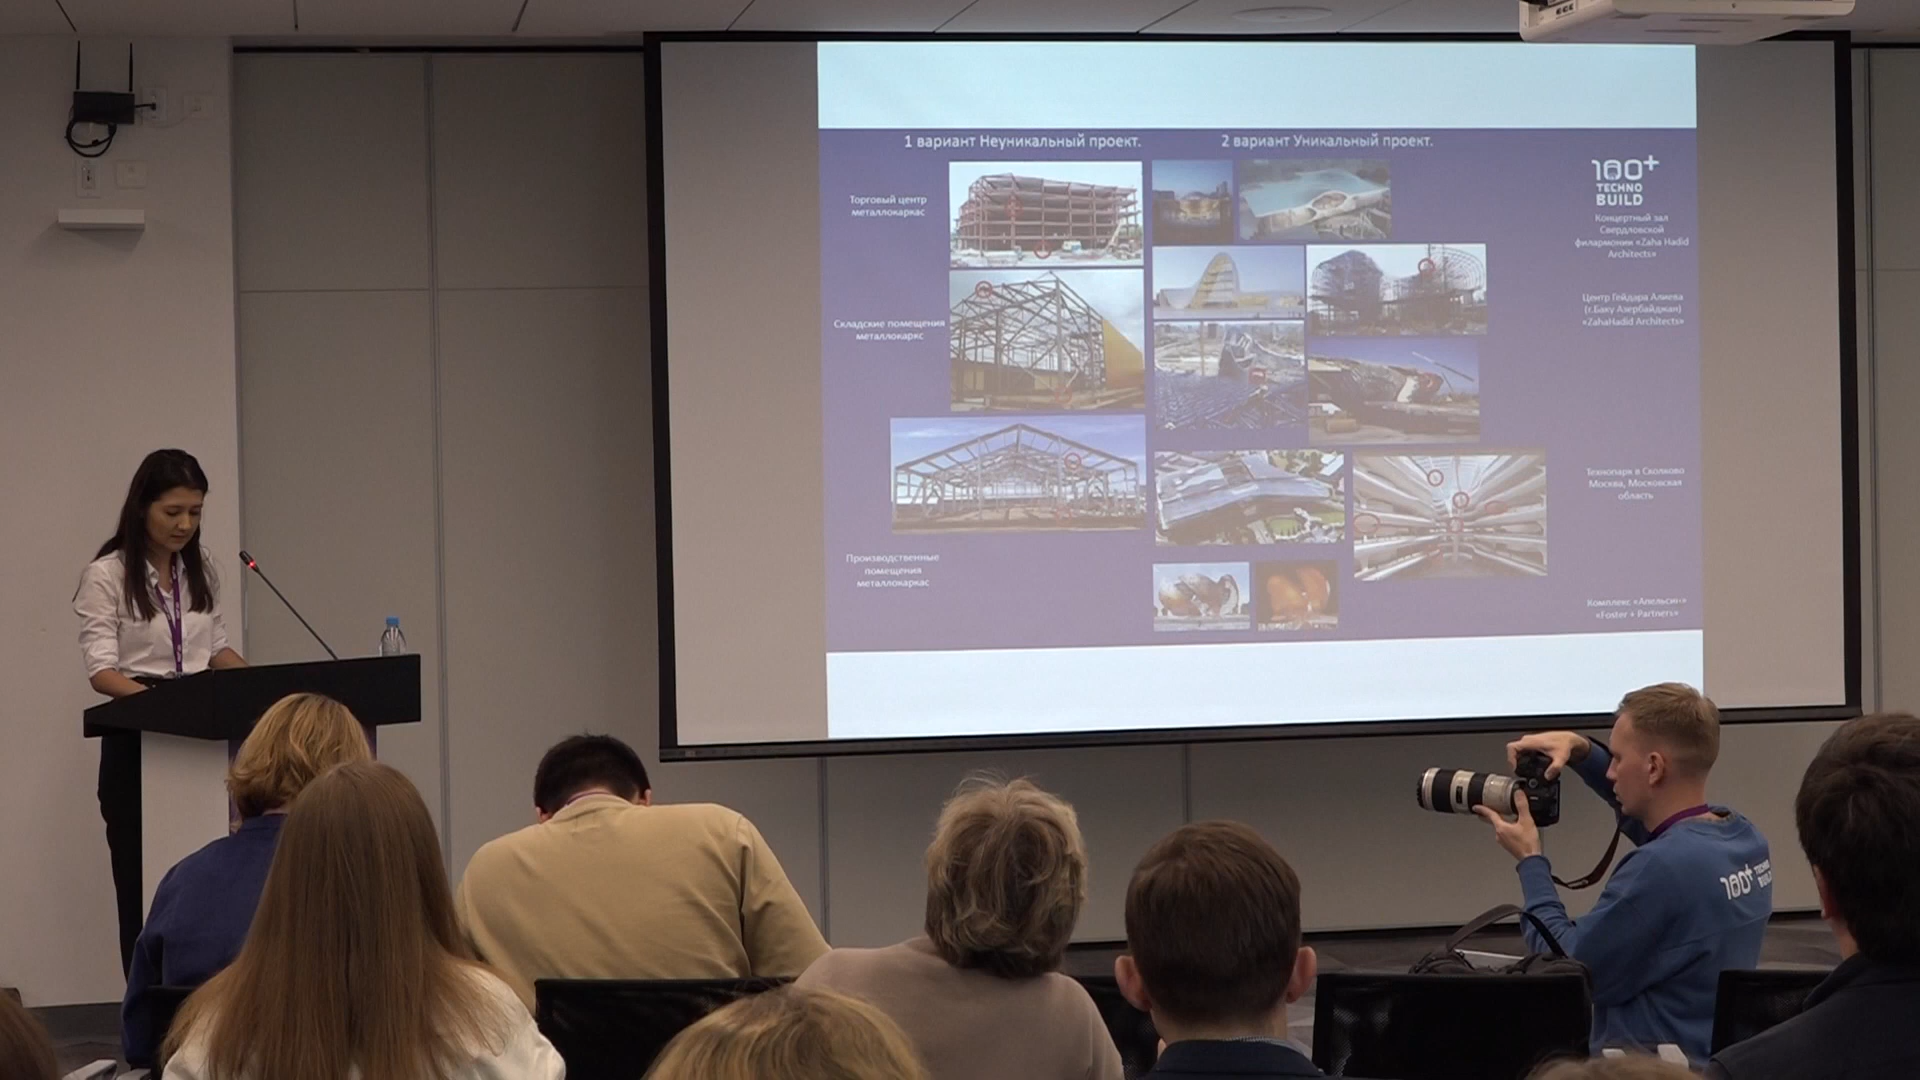 1 вариант Неуникальный проект.
2 вариант Уникальный проект.
Торговый центр
металлокаркас
Складские помещения
металлокаркс
Производственные
помещения
металлокаркас
100+
TECHNO
BUILD
Концертный зал
Свердловской
филармонии «Zaha Hadid
Architects»
Центр Гейдара Алиева
(г.Баку Азербайджан)
«ZahaHadid Architects»
Технопарк в Сколково
Москва, Московская
область
Комплекс «Апельсин»
«Foster + Partners»
100+ TECHNO
BUILD